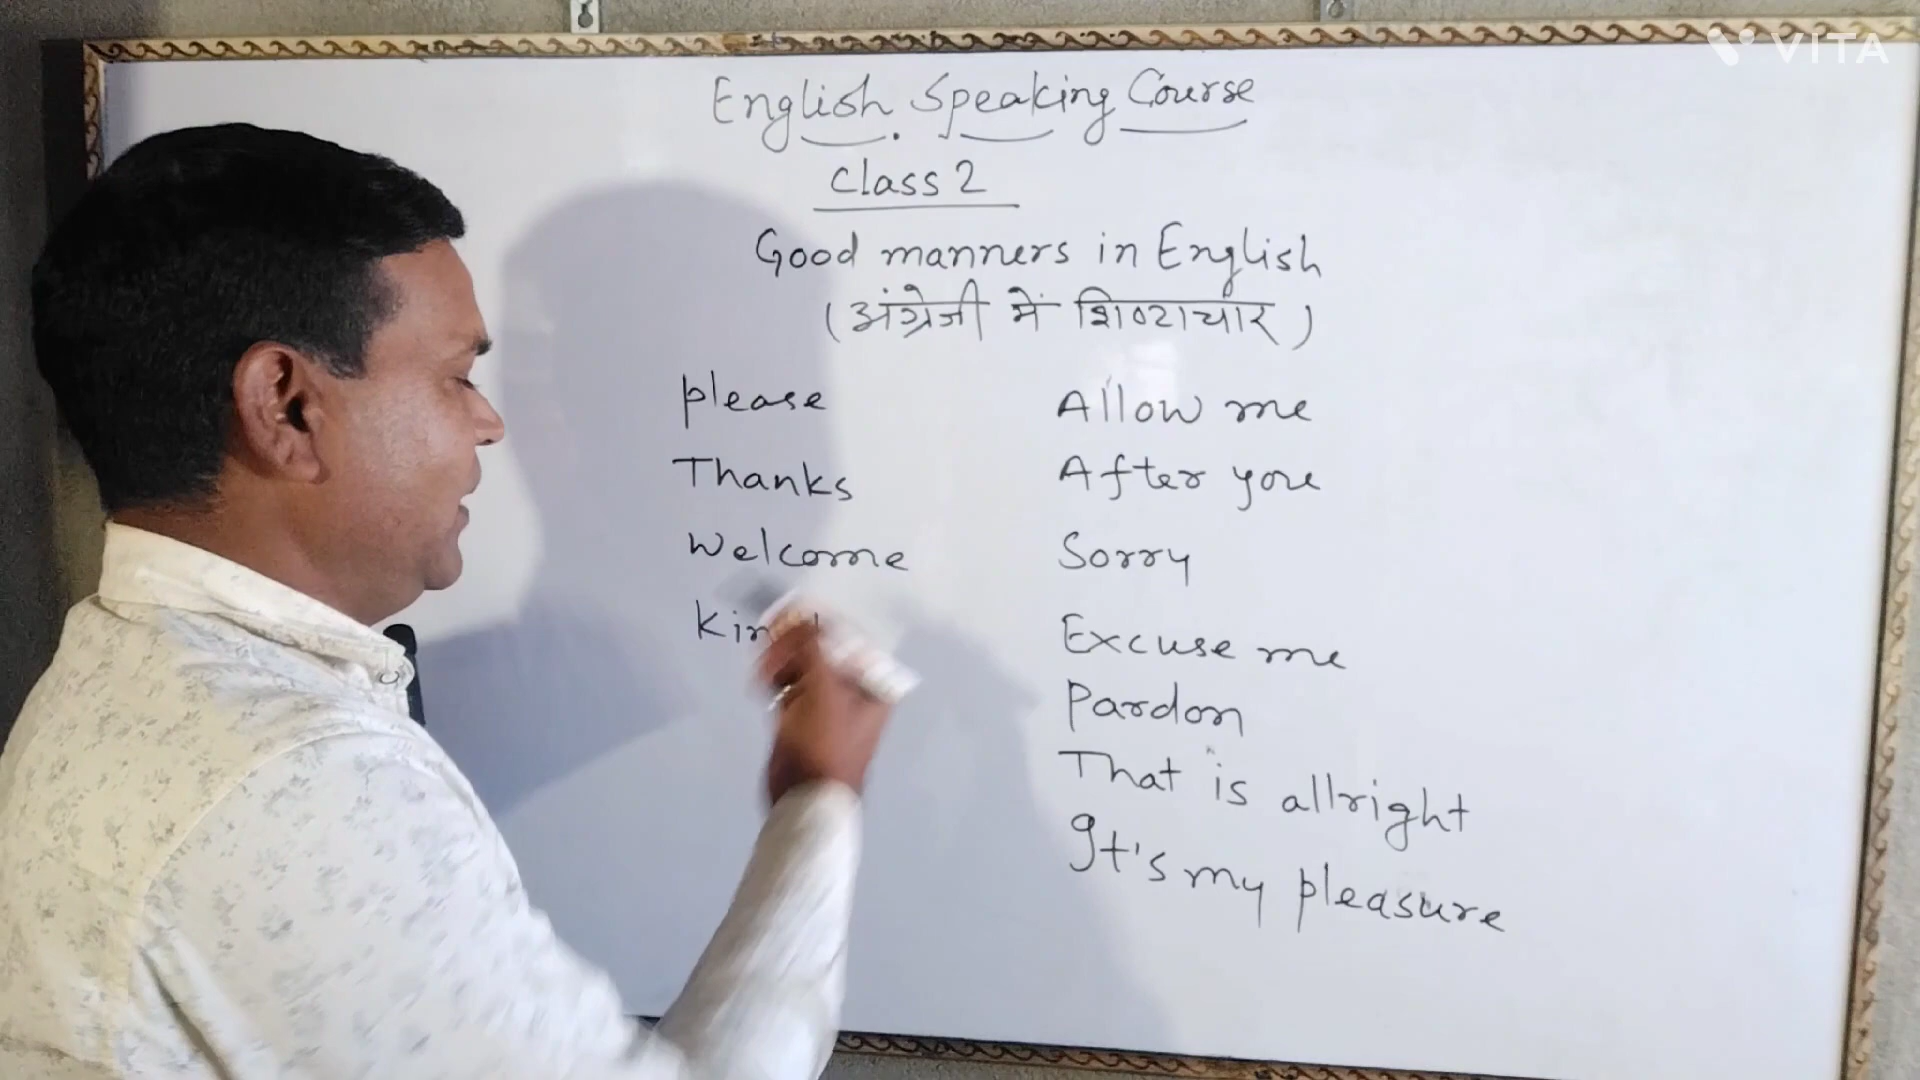 VITA
English Speaking Course
Class 2
Good manners in English
(अंग्रेजी में शिष्टाचार)
please
Thanks
Welcome
Allow me
After you
Sorry
Excuse me
Pardon
That is allright
It's my pleasure